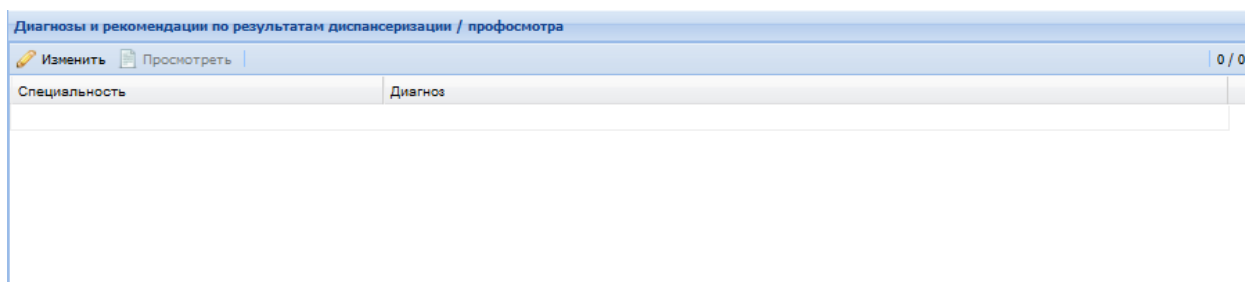 Диагнозы и рекомендации по результатам диспансеризации / профосмотра
Изменить Просмотреть 0 / 0
Специальность Диагноз